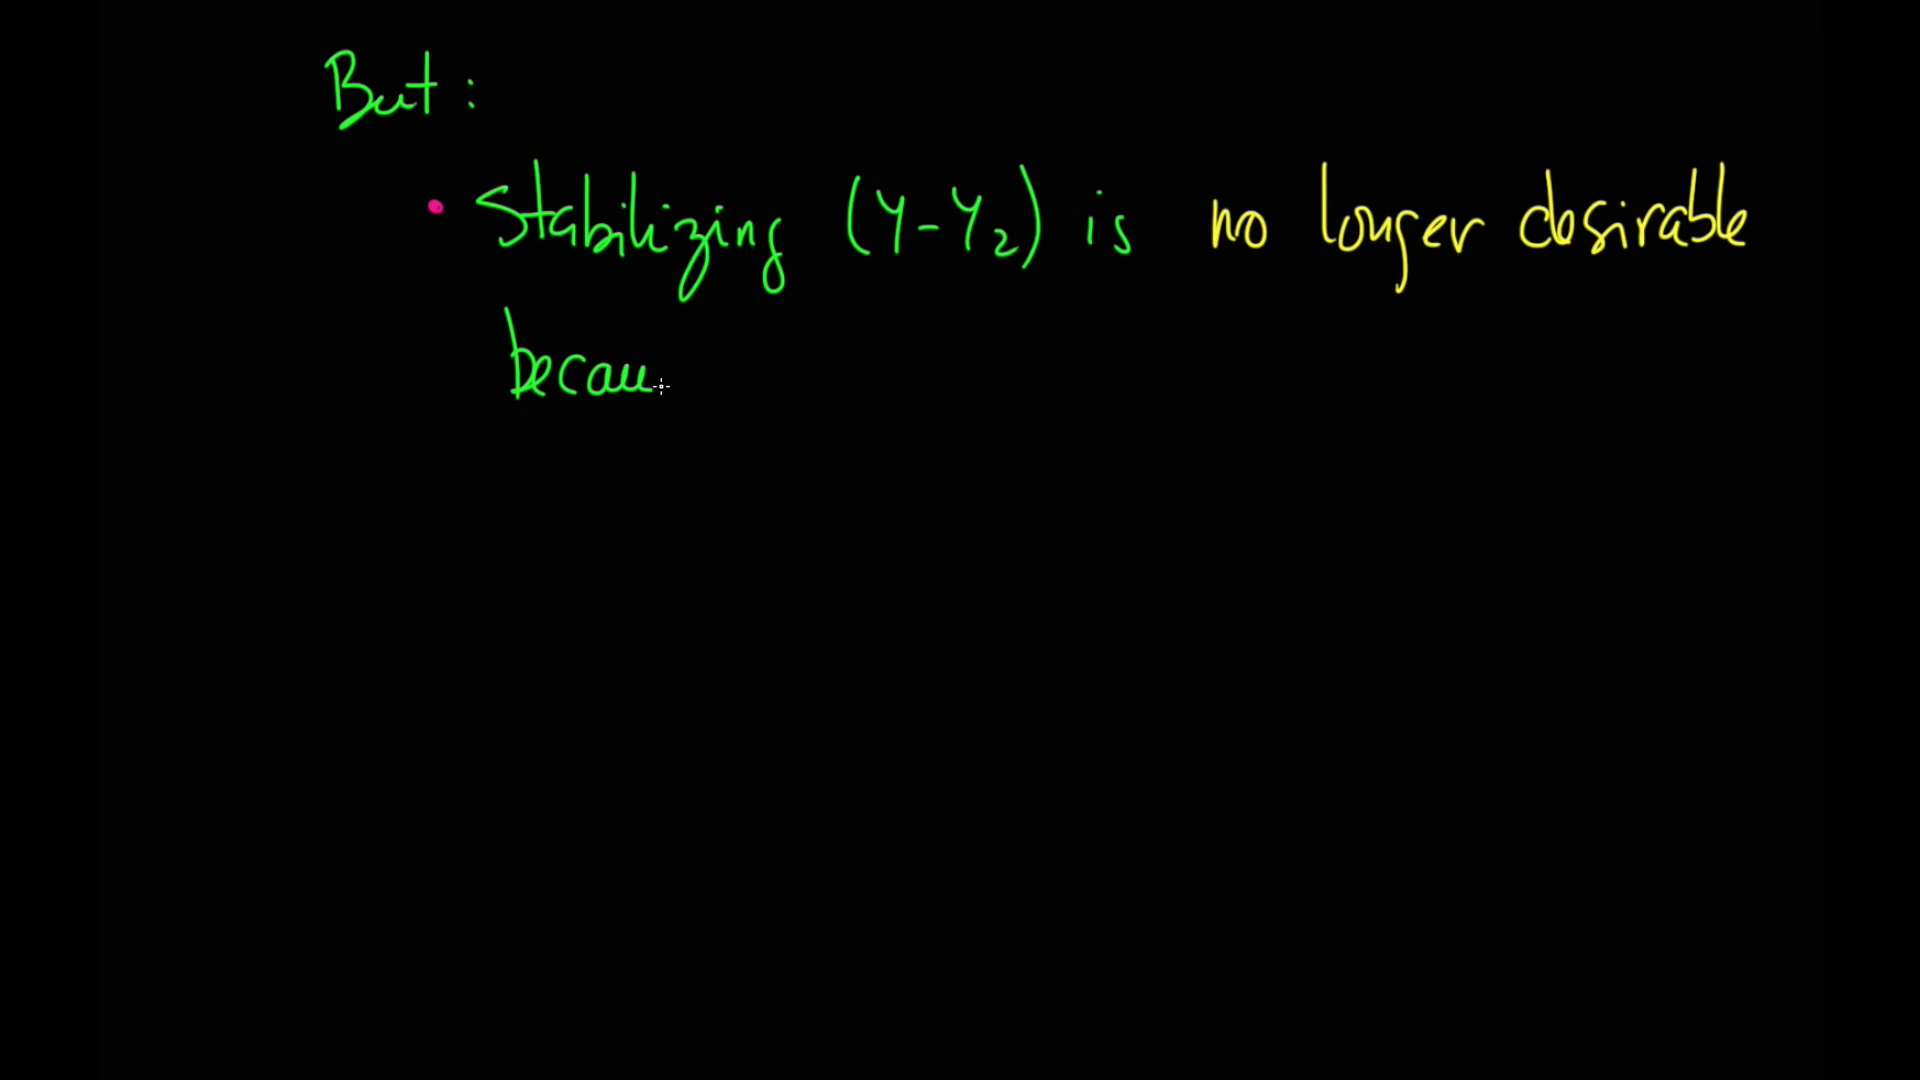 But:
• Stabilizing (Y-Y₂) is no longer desirable
becau